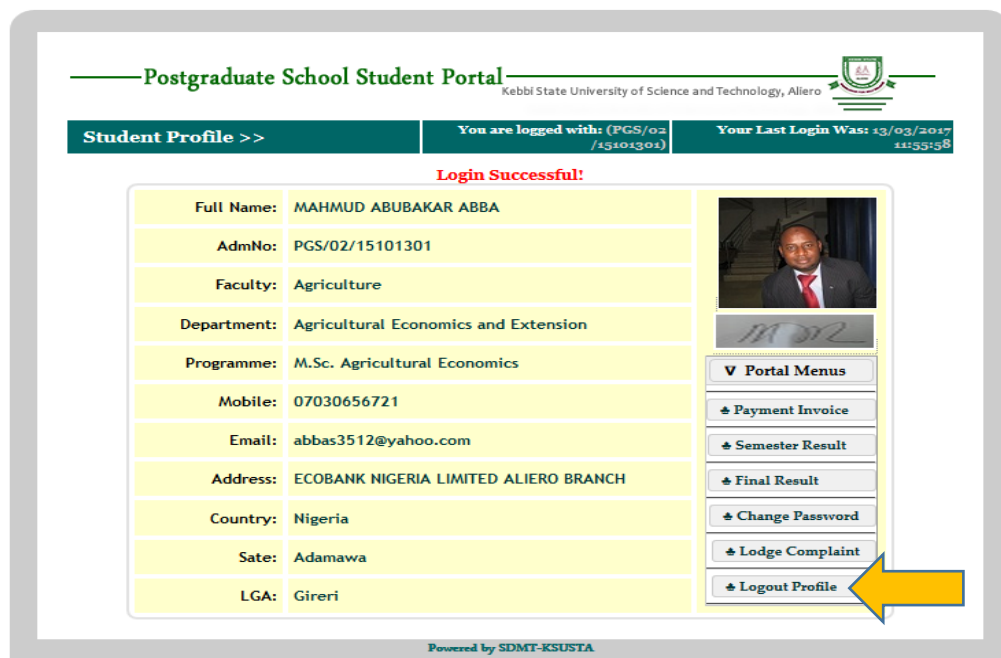 Postgraduate School Student Portal
Kebbi State University of Science and Technology, Aliero
Student Profile >>
You are logged with: (PGS/02
/15101301)
Your Last Login Was: 13/03/2017
11:55:58
Login Successful!
Full Name: MAHMUD ABUBAKAR ABBA
AdmNo: PGS/02/15101301
Faculty: Agriculture
Department: Agricultural Economics and Extension
Programme: M.Sc. Agricultural Economics
Mobile: 07030656721
Email: abbas3512@yahoo.com
Address: ECOBANK NIGERIA LIMITED ALIERO BRANCH
Country: Nigeria
Sate: Adamawa
LGA: Gireri
∇ Portal Menus
♣ Payment Invoice
♣ Semester Result
♣ Final Result
♣ Change Password
♣ Lodge Complaint
♣ Logout Profile
Powered by SDMT-KSUSTA